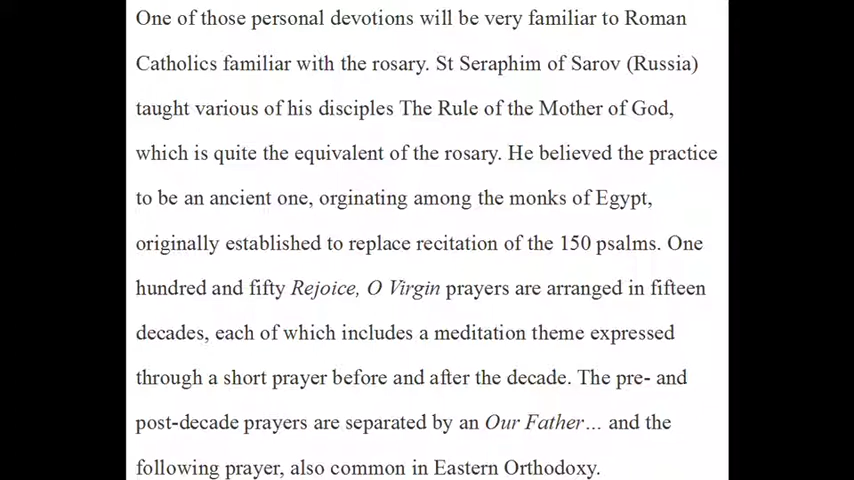 One of those personal devotions will be very familiar to Roman
Catholics familiar with the rosary. St Seraphim of Sarov (Russia)
taught various of his disciples The Rule of the Mother of God,
which is quite the equivalent of the rosary. He believed the practice
to be an ancient one, orginating among the monks of Egypt,
originally established to replace recitation of the 150 psalms. One
hundred and fifty Rejoice, O Virgin prayers are arranged in fifteen
decades, each of which includes a meditation theme expressed
through a short prayer before and after the decade. The pre- and
post-decade prayers are separated by an Our Father… and the
following prayer, also common in Eastern Orthodoxy.